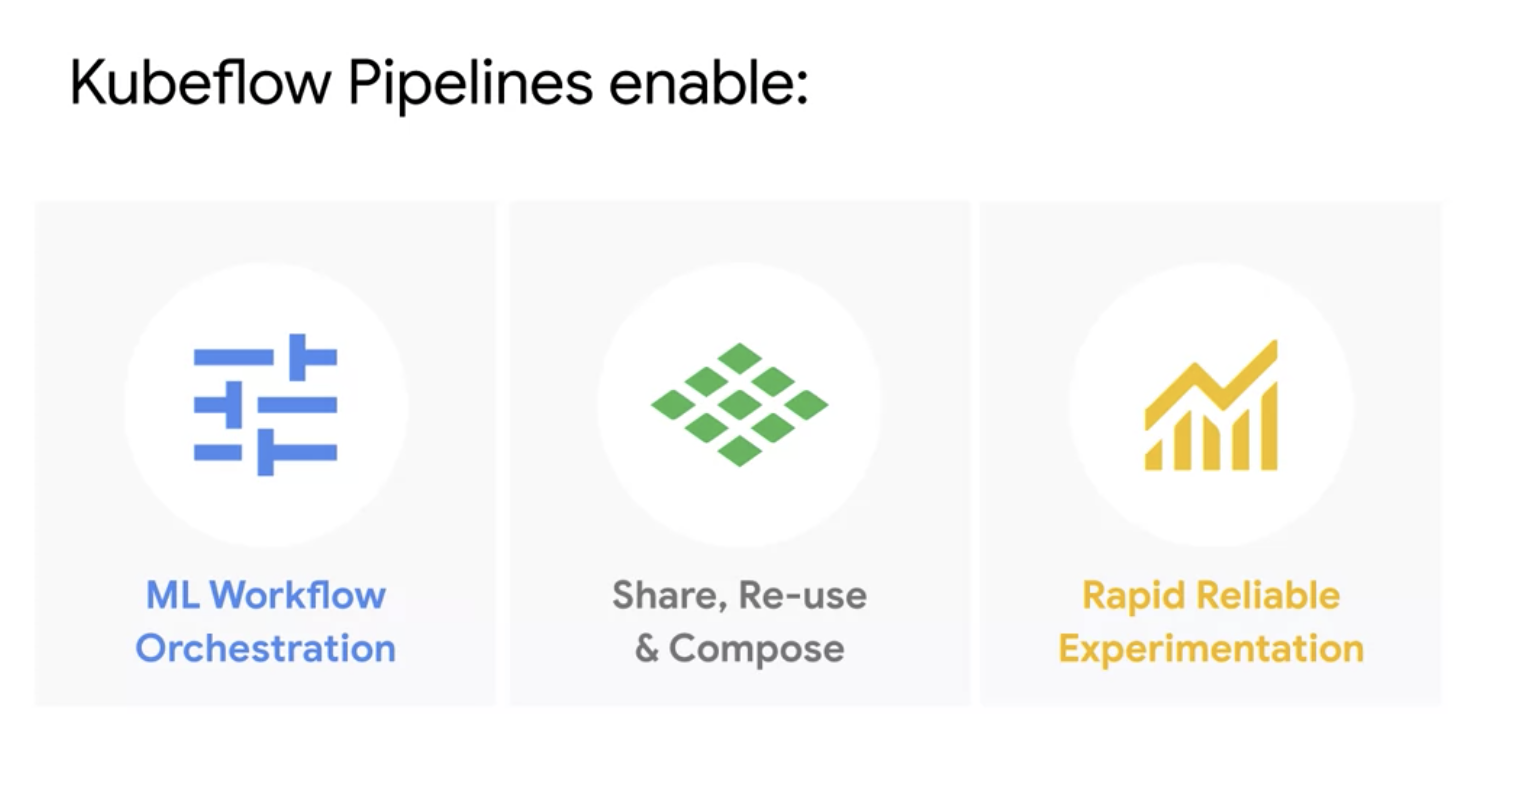 Kubeflow Pipelines enable:
ML Workflow
Orchestration
Share, Re-use
& Compose
Rapid Reliable
Experimentation